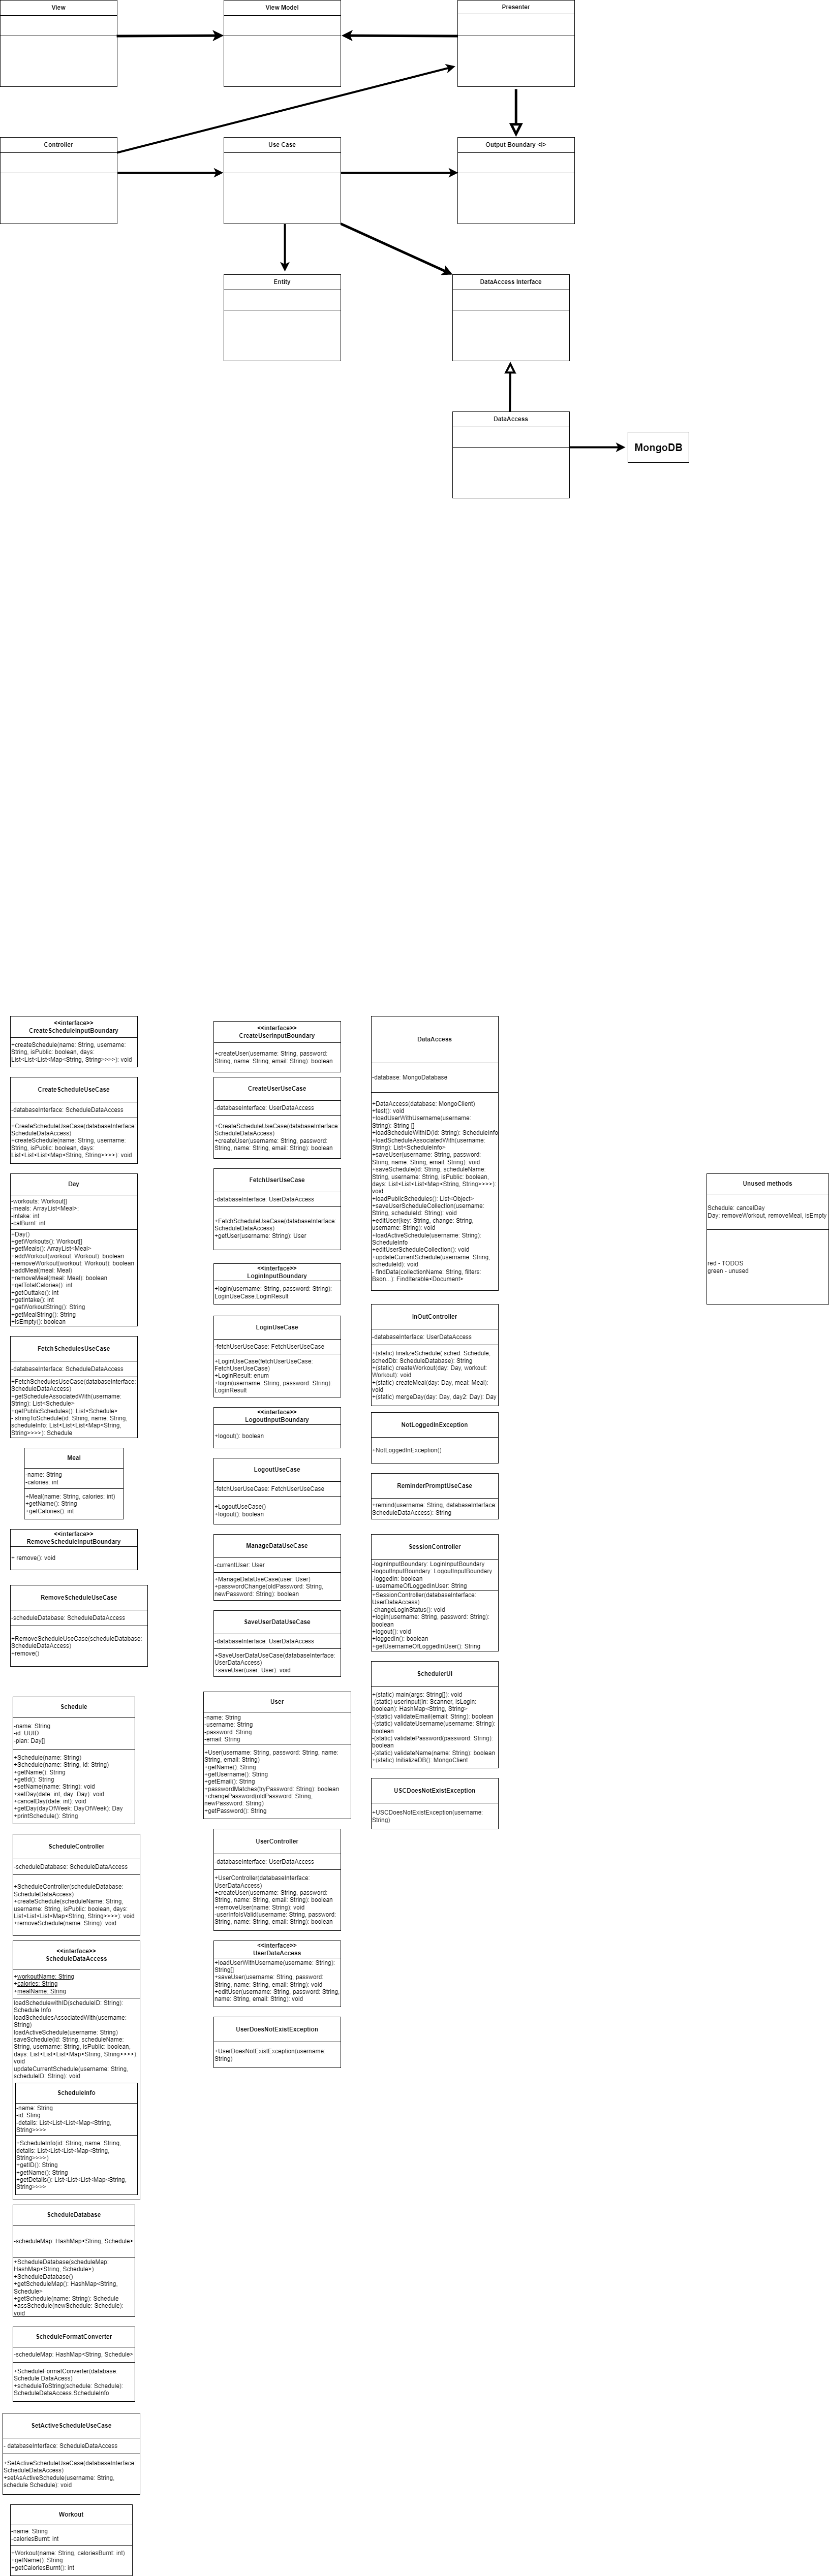 View
View Model
Presenter
Controller
Use Case
Output Boundary <I>
Entity
DataAccess Interface
DataAccess
MongoDB
<<interface>>
CreateScheduleInputBoundary
+createSchedule(name: String, username:
String, isPublic: boolean, days:
List<List<List<Map<String, String>>>>): void
CreateScheduleUseCase
-databaseInterface: ScheduleDataAccess
+CreateScheduleUseCase(databaseInterface:
ScheduleDataAccess)
+createSchedule(name: String, username:
String, isPublic: boolean, days:
List<List<List<Map<String, String>>>>): void
Day
-workouts: Workout[]
-meals: ArrayList<Meal>:
-intake: int
-calBurnt: int
+Day()
+getWorkouts(): Workout[]
+getMeals(): ArrayList<Meal>
+addWorkout(workout: Workout): boolean
+removeWorkout(workout: Workout): boolean
+addMeal(meal: Meal)
+removeMeal(meal: Meal): boolean
+getTotalCalories(): int
+getOuttake(): int
+getIntake(): int
+getWorkoutString(): String
+getMealString(): String
+isEmpty(): boolean
FetchSchedulesUseCase
-databaseInterface: ScheduleDataAccess
+FetchSchedulesUseCase(databaseInterface:
ScheduleDataAccess)
+getScheduleAssociatedWith(username:
String): List<Schedule>
+getPublicSchedules(): List<Schedule>
- stringToSchedule(id: String, name: String,
scheduleInfo: List<List<List<Map<String,
String>>>>): Schedule
Meal
-name: String
-calories: int
+Meal(name: String, calories: int)
+getName(): String
+getCalories(): int
<<interface>>
RemoveScheduleInputBoundary
+ remove(): void
RemoveScheduleUseCase
-scheduleDatabase: ScheduleDataAccess
+RemoveScheduleUseCase(scheduleDatabase:
ScheduleDataAccess)
+remove()
Schedule
-name: String
-id: UUID
-plan: Day[]
+Schedule(name: String)
+Schedule(name: String, id: String)
+getName(): String
+getId(): String
+setName(name: String): void
+setDay(date: int, day: Day): void
+cancelDay(date: int): void
+getDay(dayOfWeek: DayOfWeek): Day
+printSchedule(): String
ScheduleController
-scheduleDatabase: ScheduleDataAccess
+ScheduleController(scheduleDatabase:
ScheduleDataAccess)
+createSchedule(scheduleName: String,
username: String, isPublic: boolean, days:
List<List<List<Map<String, String>>>>): void
+removeSchedule(name: String): void
<<interface>>
ScheduleDataAccess
+workoutName: String
+calories: String
+mealName: String
loadSchedulewithID(scheduleID: String):
Schedule Info
loadSchedulesAssociatedWith(username:
String)
loadActiveSchedule(username: String)
saveSchedule(id: String, scheduleName:
String, username: String, isPublic: boolean,
days: List<List<List<Map<String, String>>>>):
void
updateCurrentSchedule(username: String,
scheduleID: String): void
ScheduleInfo
-name: String
-id: Sting
-details: List<List<List<Map<String,
String>>>>
+ScheduleInfo(id: String, name: String,
details: List<List<List<Map<String,
String>>>>)
+getID(): String
+getName(): String
+getDetails(): List<List<List<Map<String,
String>>>>
ScheduleDatabase
-scheduleMap: HashMap<String, Schedule>
+ScheduleDatabase(scheduleMap:
HashMap<String, Schedule>)
+ScheduleDatabase()
+getScheduleMap(): HashMap<String,
Schedule>
+getSchedule(name: String): Schedule
+assSchedule(newSchedule: Schedule):
void
ScheduleFormatConverter
-scheduleMap: HashMap<String, Schedule>
+ScheduleFormatConverter(database:
Schedule DataAcess)
+scheduleToString(schedule: Schedule):
ScheduleDataAccess.ScheduleInfo
SetActiveScheduleUseCase
- databaseInterface: ScheduleDataAccess
+SetActiveScheduleUseCase(databaseInterface:
ScheduleDataAccess)
+setAsActiveSchedule(username: String,
schedule Schedule): void
Workout
-name: String
-caloriesBurnt: int
+Workout(name: String, caloriesBurnt: int)
+getName(): String
+getCaloriesBurnt(): int
<<interface>>
CreateUserInputBoundary
+createUser(username: String, password:
String, name: String, email: String): boolean
CreateUserUseCase
-databaseInterface: UserDataAccess
+CreateScheduleUseCase(databaseInterface:
ScheduleDataAccess)
+createUser(username: String, password:
String, name: String, email: String): boolean
FetchUserUseCase
-databaseInterface: UserDataAccess
+FetchScheduleUseCase(databaseInterface:
ScheduleDataAccess)
+getUser(username: String): User
<<interface>>
LoginInputBoundary
+login(username: String, password: String):
LoginUseCase.LoginResult
LoginUseCase
-fetchUserUseCase: FetchUserUseCase
+LoginUseCase(fetchUserUseCase:
FetchUserUseCase)
+LoginResult: enum
+login(username: String, password: String):
LoginResult
<<interface>>
LogoutInputBoundary
+logout(): boolean
LogoutUseCase
-fetchUserUseCase: FetchUserUseCase
+LogoutUseCase()
+logout(): boolean
ManageDataUseCase
-currentUser: User
+ManageDataUseCase(user: User)
+passwordChange(oldPassword: String,
newPassword: String): boolean
SaveUserDataUseCase
-databaseInterface: UserDataAccess
+SaveUserDataUseCase(databaseInterface:
UserDataAccess)
+saveUser(user: User): void
User
-name: String
-username: String
-password: String
-email: String
+User(username: String, password: String, name:
String, email: String)
+getName(): String
+getUsername(): String
+getEmail(): String
+passwordMatches(tryPassword: String): boolean
+changePassword(oldPassword: String,
newPassword: String)
+getPassword(): String
UserController
-databaseInterface: UserDataAccess
+UserController(databaseInterface:
UserDataAccess)
+createUser(username: String, password:
String, name: String, email: String): boolean
+removeUser(name: String): void
-userinfoIsValid(username: String, password:
String, name: String, email: String): boolean
<<interface>>
UserDataAccess
+loadUserWithUsername(username: String):
String[]
+saveUser(username: String, password:
String, name: String, email: String): void
+editUser(username: String, password: String,
name: String, email: String): void
UserDoesNotExistException
+UserDoesNotExistException(username:
String)
DataAccess
-database: MongoDatabase
+DataAccess(database: MongoClient)
+test(): void
+loadUserWithUsername(username:
String): String []
+loadScheduleWithID(id: String): ScheduleInfo
+loadScheduleAssociatedWith(username:
String): List<ScheduleInfo>
+saveUser(username: String, password:
String, name: String, email: String): void
+saveSchedule(id: String, scheduleName:
String, username: String, isPublic: boolean,
days: List<List<List<Map<String, String>>>>):
void
+loadPublicSchedules(): List<Object>
+saveUserScheduleCollection(username:
String, scheduleId: String): void
+editUser(key: String, change: String,
username: String): void
+loadActiveSchedule(username: String):
ScheduleInfo
+editUserScheduleCollection(): void
+updateCurrentSchedule(username: String,
scheduleId): void
- findData(collectionName: String, filters:
Bson...): FindIterable<Document>
InOutController
-databaseInterface: UserDataAccess
+(static) finalizeSchedule( sched: Schedule,
schedDb: ScheduleDatabase): String
+(static) createWorkout(day: Day, workout:
Workout): void
+(static) createMeal(day: Day, meal: Meal):
void
+(static) mergeDay(day: Day, day2: Day): Day
NotLoggedInException
+NotLoggedInException()
ReminderPromptUseCase
+remind(username: String, databaseInterface:
ScheduleDataAccess): String
SessionController
-loginInputBoundary: LoginInputBoundary
-logoutInputBoundary: LogoutInputBoundary
-loggedIn: boolean
- usernameOfLoggedInUser: String
+SessionController(databaseInterface:
UserDataAccess)
-changeLoginStatus(): void
+login(username: String, password: String):
boolean
+logout(): void
+loggedIn(): boolean
+getUsernameOfLoggedInUser(): String
SchedulerUI
+(static) main(args: String[]): void
-(static) userInput(in: Scanner, isLogin:
boolean): HashMap<String, String>
-(static) validateEmail(email: String): boolean
-(static) validateUsername(username: String):
boolean
-(static) validatePassword(password: String):
boolean
-(static) validateName(name: String): boolean
+(static) initializeDB(): MongoClient
USCDoesNotExistException
+USCDoesNotExistException(username:
String)
Unused methods
Schedule: cancelDay
Day: removeWorkout, removeMeal, isEmpty
red - TODOS
green - unused